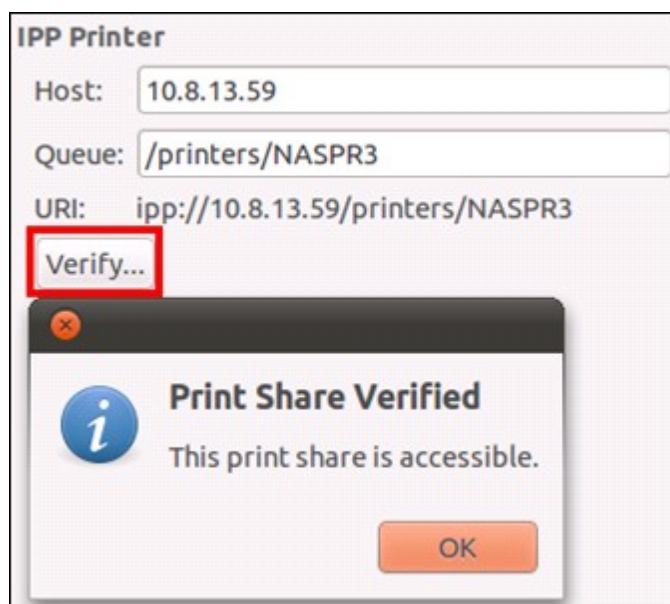 IPP Printer
Host: 10.8.13.59
Queue: /printers/NASPR3
URI: ipp://10.8.13.59/printers/NASPR3
Verify...
Print Share Verified
This print share is accessible.
OK